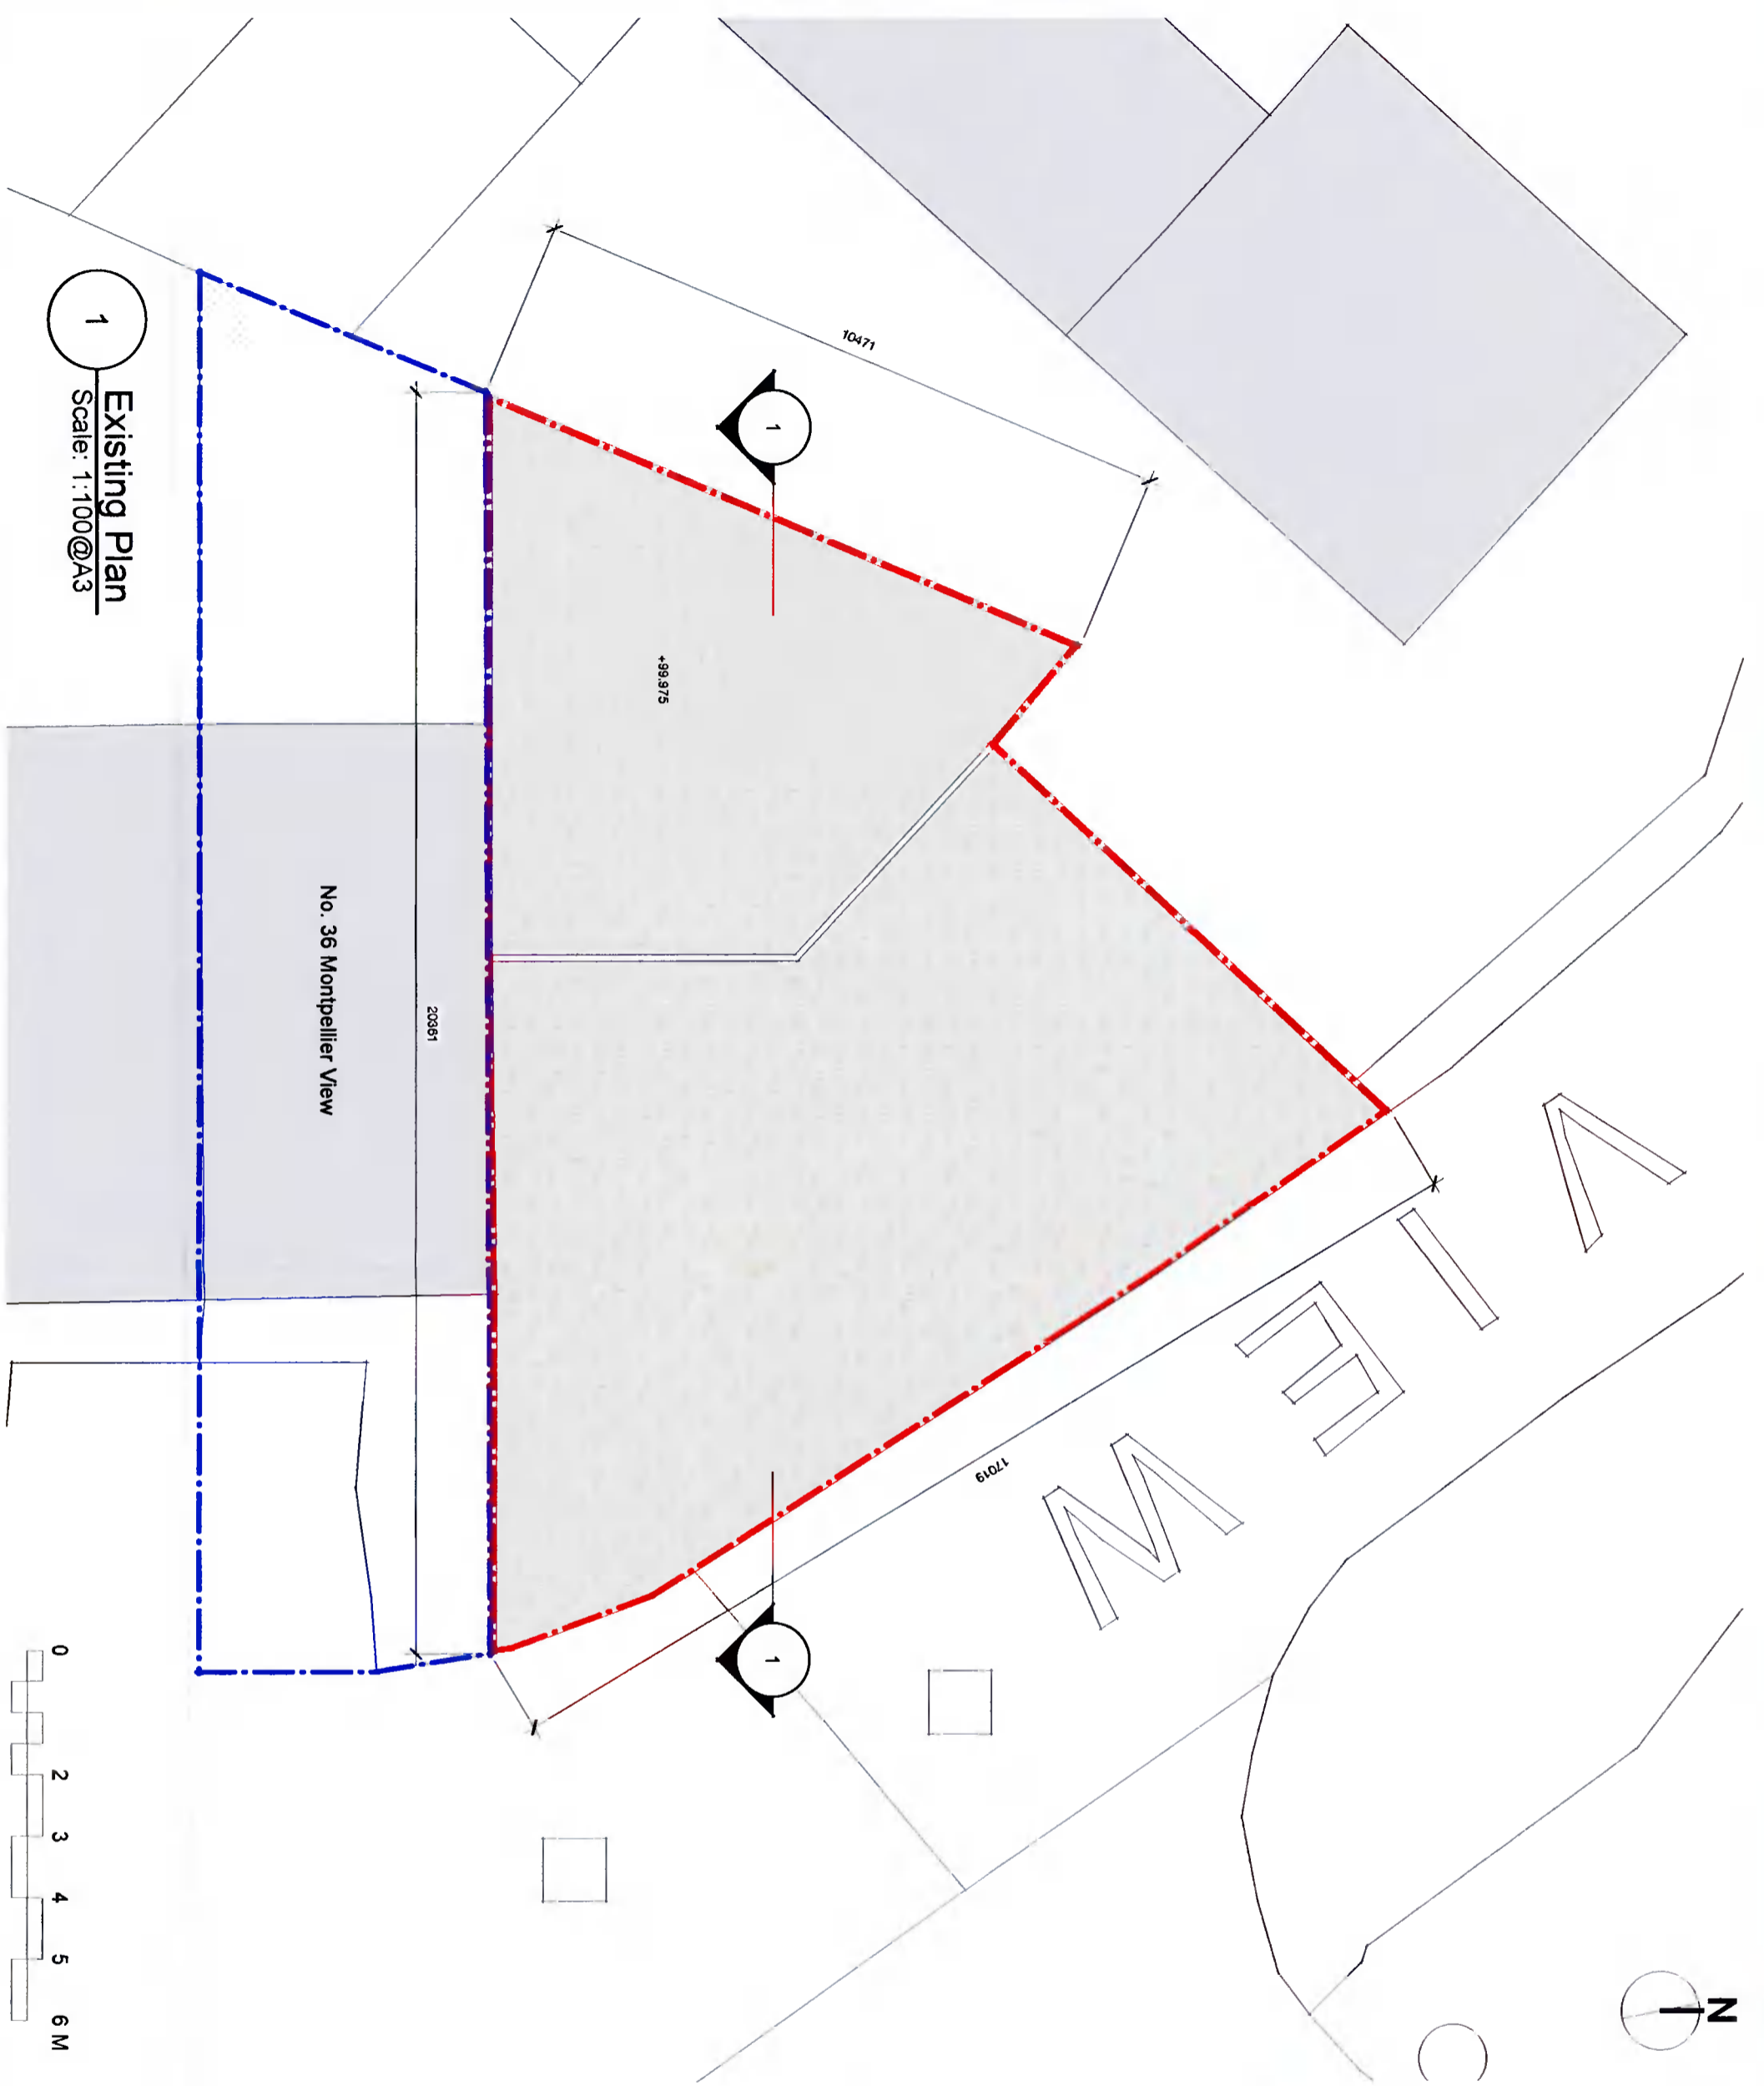 N
VIEW
10471
1
+99.975
17019
1
20361
No. 36 Montpellier View
1
Existing Plan
Scale: 1:100@A3
0 2 3 4 5 6 M